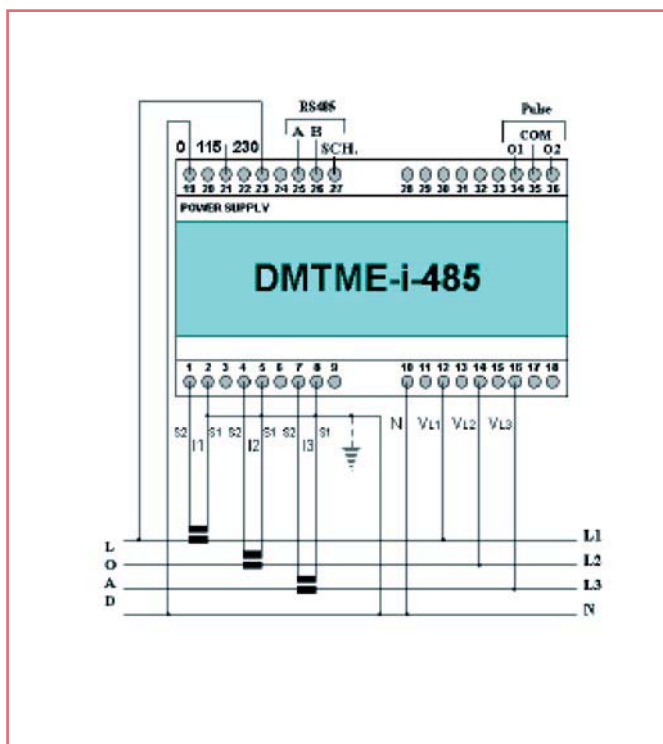 RS485 Pulse
A B COM
0 115 230 SCH. 01 02
19 20 21 22 23 24 25 26 27 28 29 30 31 32 33 34 35 36
POWER SUPPLY
DMTME-i-485
1 2 3 4 5 6 7 8 9 10 11 12 13 14 15 16 17 18
S2 I1 S1 S2 I2 S1 S2 I3 S1 N VL1 VL2 VL3
L L1
O L2
A L3
D N